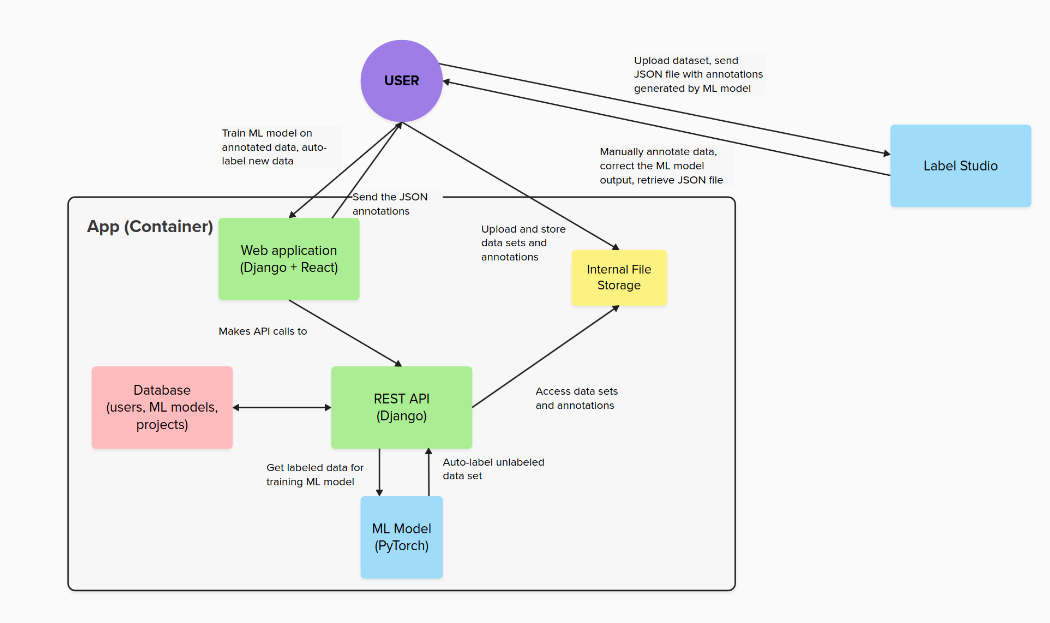 USER
Upload dataset, send
JSON file with annotations
generated by ML model
Train ML model on
annotated data, auto-
label new data
Manually annotate data,
correct the ML model
output, retrieve JSON file
Label Studio
Send the JSON
annotations
App (Container)
Upload and store
data sets and
annotations
Web application
(Django + React)
Internal File
Storage
Makes API calls to
Database
(users, ML models,
projects)
REST API
(Django)
Access data sets
and annotations
Get labeled data for
training ML model
Auto-label unlabeled
data set
ML Model
(PyTorch)